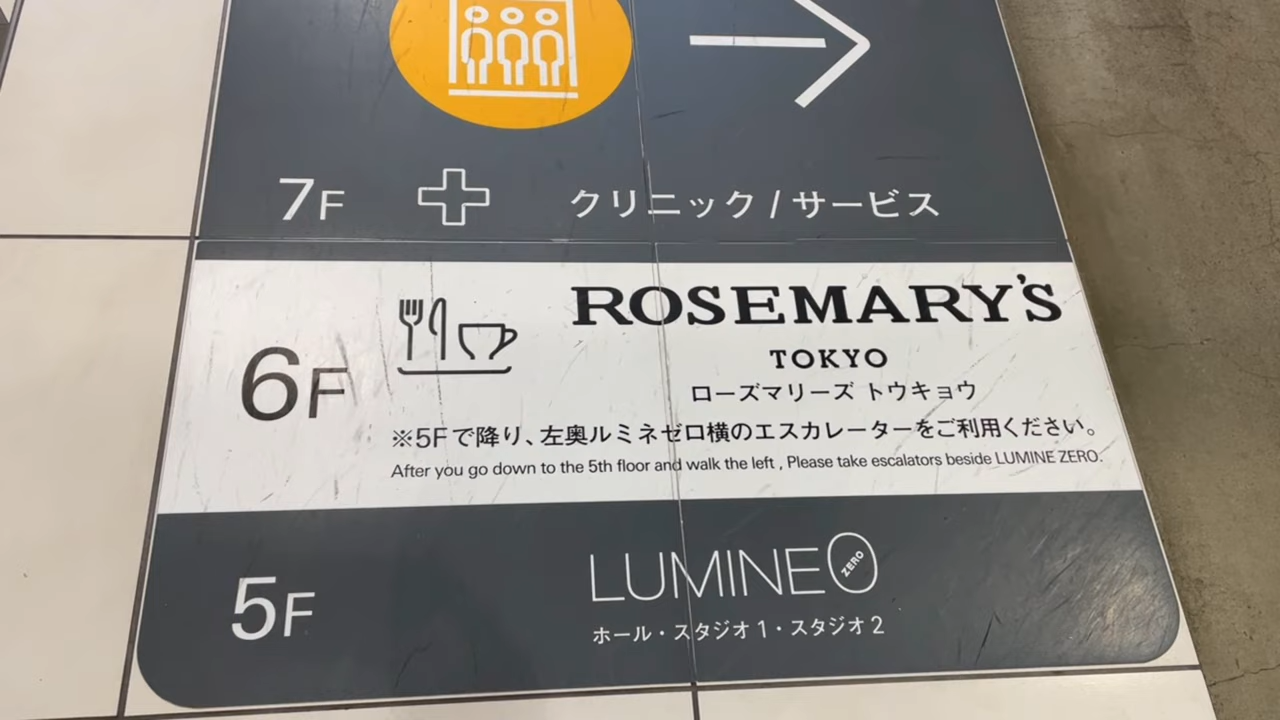 7F クリニック / サービス
ROSEMARY'S
TOKYO
ローズマリーズ トウキョウ
6F
※5Fで降り、左奥ルミネゼロ横のエスカレーターをご利用ください。
After you go down to the 5th floor and walk the left , Please take escalators beside LUMINE ZERO.
LUMINE0 ZERO
5F
ホール・スタジオ1・スタジオ2